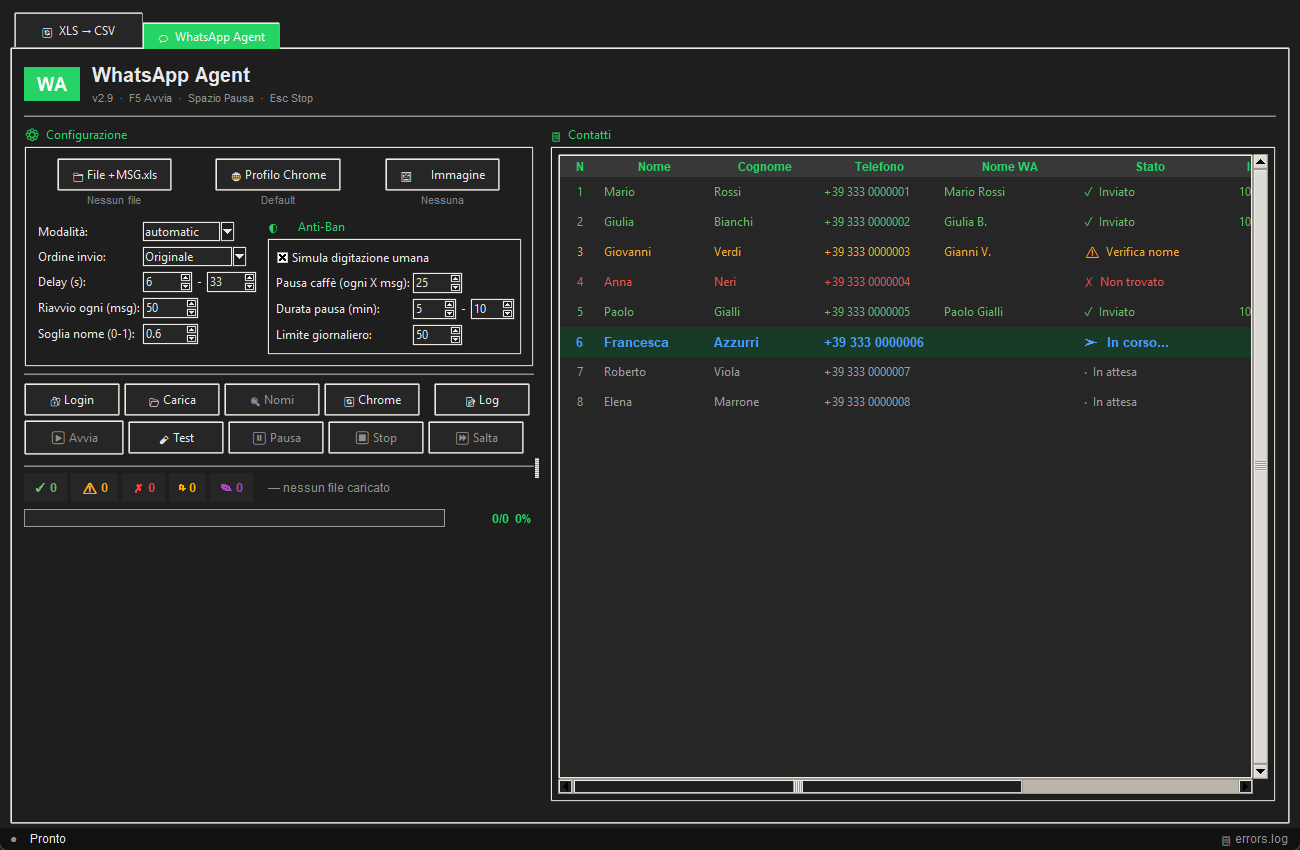 XLS → CSV
WhatsApp Agent
WA
WhatsApp Agent
v2.9 · F5 Avvia · Spazio Pausa · Esc Stop
Configurazione
File +MSG.xls
Profilo Chrome
Immagine
Nessun file
Default
Nessuna
Modalità: automatic
Ordine invio: Originale
Delay (s): 6 - 33
Riavvio ogni (msg): 50
Soglia nome (0-1): 0.6
Anti-Ban
Simula digitazione umana
Pausa caffè (ogni X msg): 25
Durata pausa (min): 5 - 10
Limite giornaliero: 50
Login
Carica
Nomi
Chrome
Log
Avvia
Test
Pausa
Stop
Salta
✓ 0 ⚠ 0 ✗ 0 0 0 — nessun file caricato
0/0 0%
Contatti
N Nome Cognome Telefono Nome WA Stato
1 Mario Rossi +39 333 0000001 Mario Rossi ✓ Inviato 10
2 Giulia Bianchi +39 333 0000002 Giulia B. ✓ Inviato 10
3 Giovanni Verdi +39 333 0000003 Gianni V. ⚠ Verifica nome
4 Anna Neri +39 333 0000004 ✗ Non trovato
5 Paolo Gialli +39 333 0000005 Paolo Gialli ✓ Inviato 10
6 Francesca Azzurri +39 333 0000006 ➤ In corso...
7 Roberto Viola +39 333 0000007 · In attesa
8 Elena Marrone +39 333 0000008 · In attesa
Pronto
errors.log